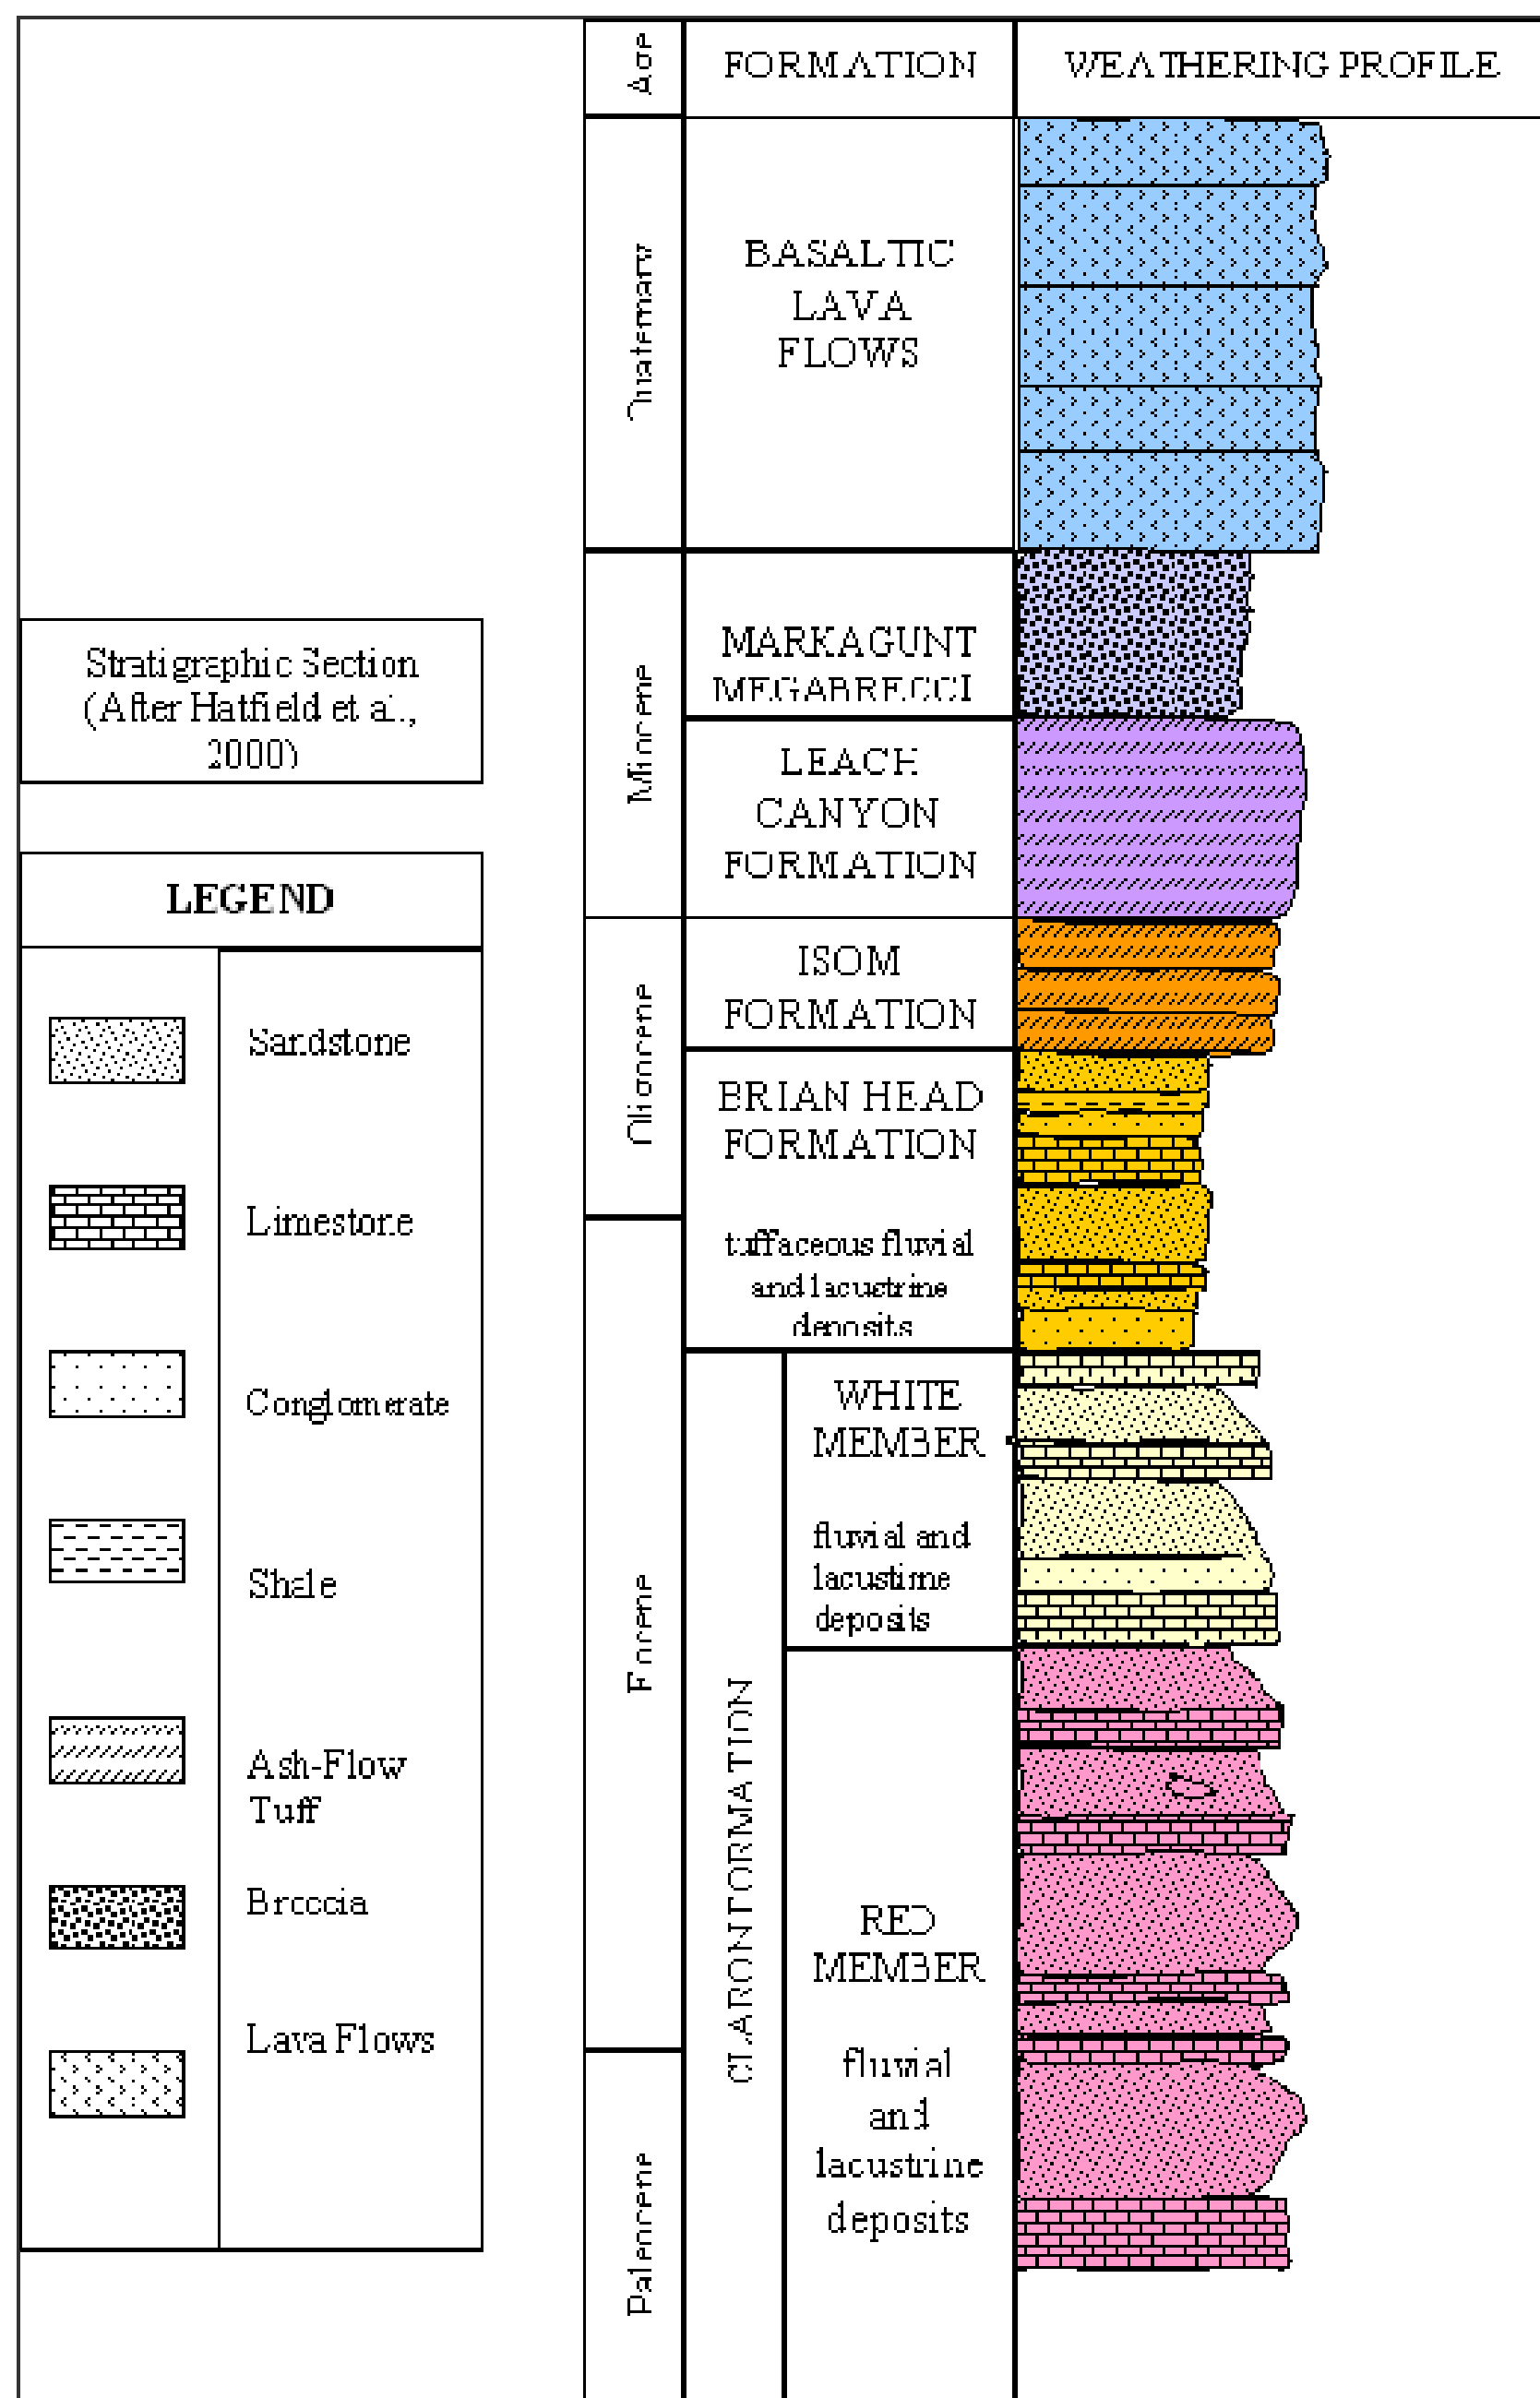 Age
FORMATION
WEATHERING PROFILE
Quaternary
BASALTIC
LAVA
FLOWS
Miocene
MARKAGUNT
MEGABRECCI
LEACH
CANYON
FORMATION
Oligocene
ISOM
FORMATION
BRIAN HEAD
FORMATION
tuffaceous fluvial
and lacustrine
deposits
Eocene
CLARON FORMATION
WHITE
MEMBER
fluvial and
lacustrine
deposits
RED
MEMBER
fluvial
and
lacustrine
deposits
Paleocene
Stratigraphic Section
(After Hatfield et al.,
2000)
LEGEND
Sandstone
Limestone
Conglomerate
Shale
Ash-Flow
Tuff
Breccia
Lava Flows